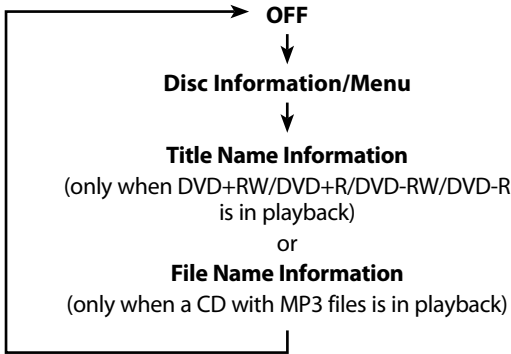 OFF
Disc Information/Menu
Title Name Information
(only when DVD+RW/DVD+R/DVD-RW/DVD-R
is in playback)
or
File Name Information
(only when a CD with MP3 files is in playback)